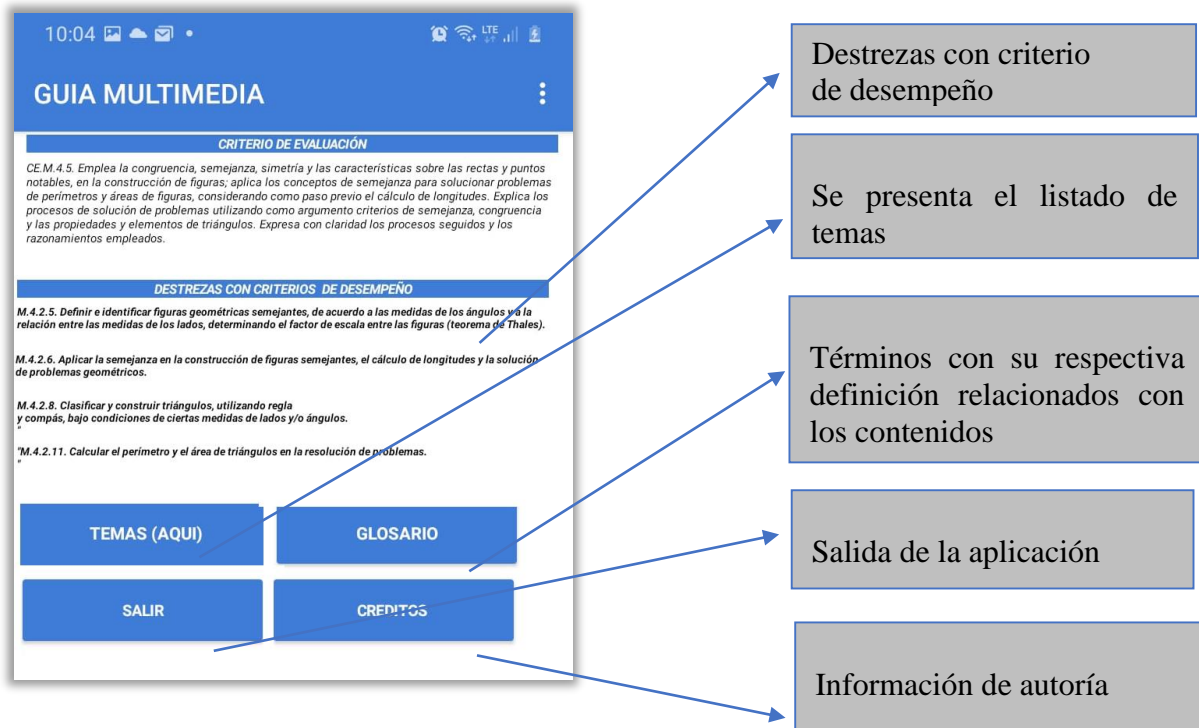 10:04
LTE
GUIA MULTIMEDIA
CRITERIO DE EVALUACIÓN
CE.M.4.5. Emplea la congruencia, semejanza, simetría y las características sobre las rectas y puntos
notables, en la construcción de figuras; aplica los conceptos de semejanza para solucionar problemas
de perímetros y áreas de figuras, considerando como paso previo el cálculo de longitudes. Explica los
procesos de solución de problemas utilizando como argumento criterios de semejanza, congruencia
y las propiedades y elementos de triángulos. Expresa con claridad los procesos seguidos y los
razonamientos empleados.
DESTREZAS CON CRITERIOS DE DESEMPEÑO
M.4.2.5. Definir e identificar figuras geométricas semejantes, de acuerdo a las medidas de los ángulos y a la
relación entre las medidas de los lados, determinando el factor de escala entre las figuras (teorema de Thales).
M.4.2.6. Aplicar la semejanza en la construcción de figuras semejantes, el cálculo de longitudes y la solución
de problemas geométricos.
M.4.2.8. Clasificar y construir triángulos, utilizando regla
y compás, bajo condiciones de ciertas medidas de lados y/o ángulos.
"
"M.4.2.11. Calcular el perímetro y el área de triángulos en la resolución de problemas.
"
TEMAS (AQUI)
GLOSARIO
SALIR
CREDITOS
Destrezas con criterio
de desempeño
Se presenta el listado de
temas
Términos con su respectiva
definición relacionados con
los contenidos
Salida de la aplicación
Información de autoría